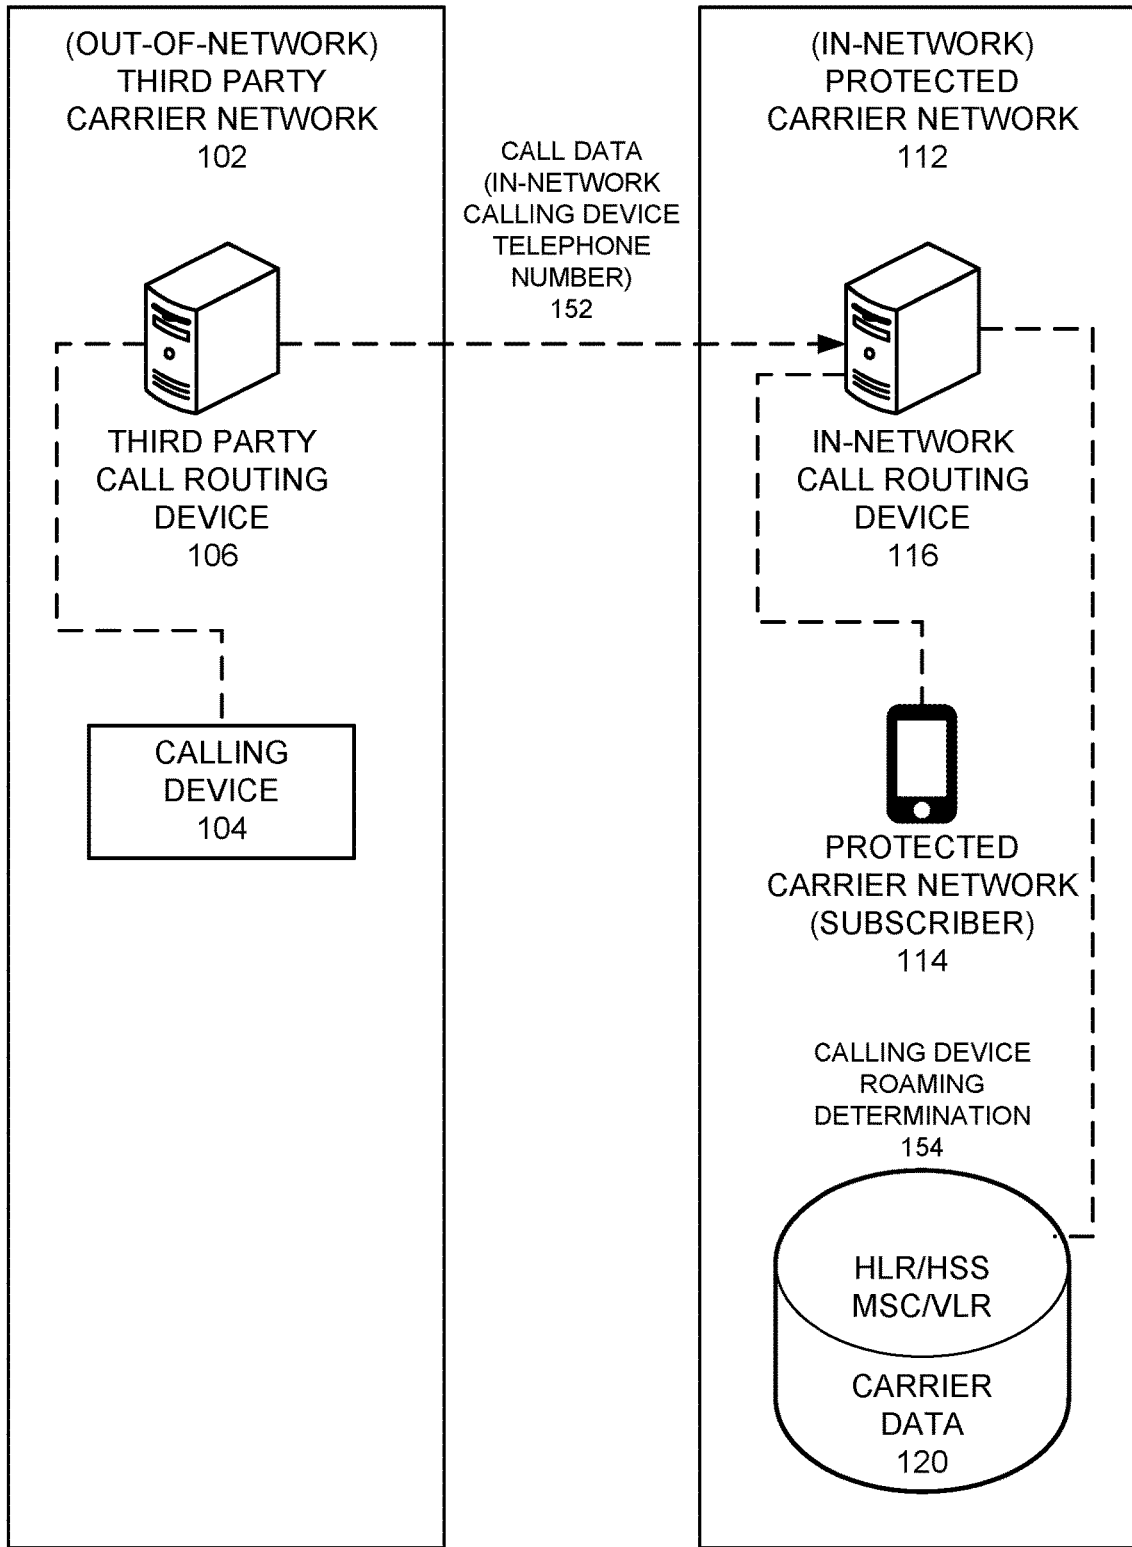 (OUT-OF-NETWORK)
THIRD PARTY
CARRIER NETWORK
102
CALL DATA
(IN-NETWORK
CALLING DEVICE
TELEPHONE
NUMBER)
152
(IN-NETWORK)
PROTECTED
CARRIER NETWORK
112
THIRD PARTY
CALL ROUTING
DEVICE
106
IN-NETWORK
CALL ROUTING
DEVICE
116
CALLING
DEVICE
104
PROTECTED
CARRIER NETWORK
(SUBSCRIBER)
114
CALLING DEVICE
ROAMING
DETERMINATION
154
HLR/HSS
MSC/VLR
CARRIER
DATA
120